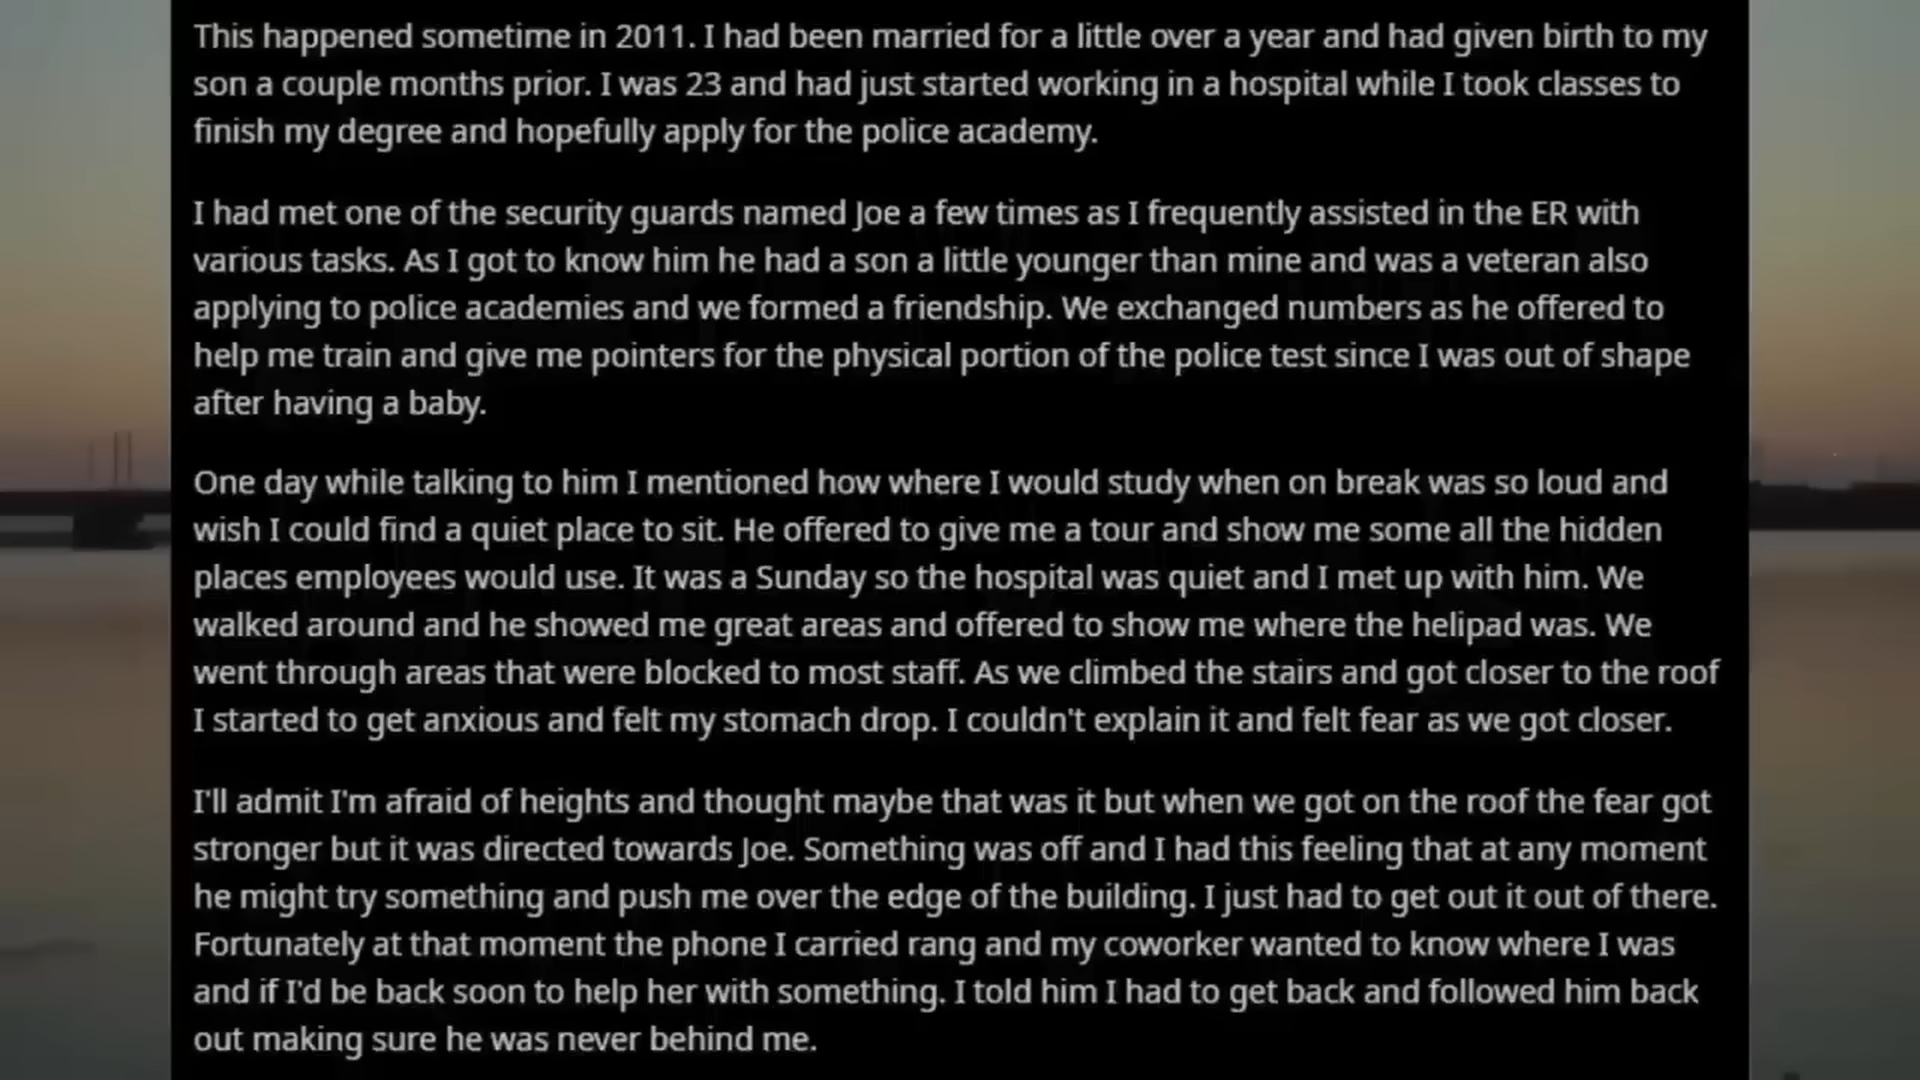 This happened sometime in 2011. I had been married for a little over a year and had given birth to my
son a couple months prior. I was 23 and had just started working in a hospital while I took classes to
finish my degree and hopefully apply for the police academy.
I had met one of the security guards named Joe a few times as I frequently assisted in the ER with
various tasks. As I got to know him he had a son a little younger than mine and was a veteran also
applying to police academies and we formed a friendship. We exchanged numbers as he offered to
help me train and give me pointers for the physical portion of the police test since I was out of shape
after having a baby.
One day while talking to him I mentioned how where I would study when on break was so loud and
wish I could find a quiet place to sit. He offered to give me a tour and show me some all the hidden
places employees would use. It was a Sunday so the hospital was quiet and I met up with him. We
walked around and he showed me great areas and offered to show me where the helipad was. We
went through areas that were blocked to most staff. As we climbed the stairs and got closer to the roof
I started to get anxious and felt my stomach drop. I couldn't explain it and felt fear as we got closer.
I'll admit I'm afraid of heights and thought maybe that was it but when we got on the roof the fear got
stronger but it was directed towards Joe. Something was off and I had this feeling that at any moment
he might try something and push me over the edge of the building. I just had to get out it out of there.
Fortunately at that moment the phone I carried rang and my coworker wanted to know where I was
and if I'd be back soon to help her with something. I told him I had to get back and followed him back
out making sure he was never behind me.